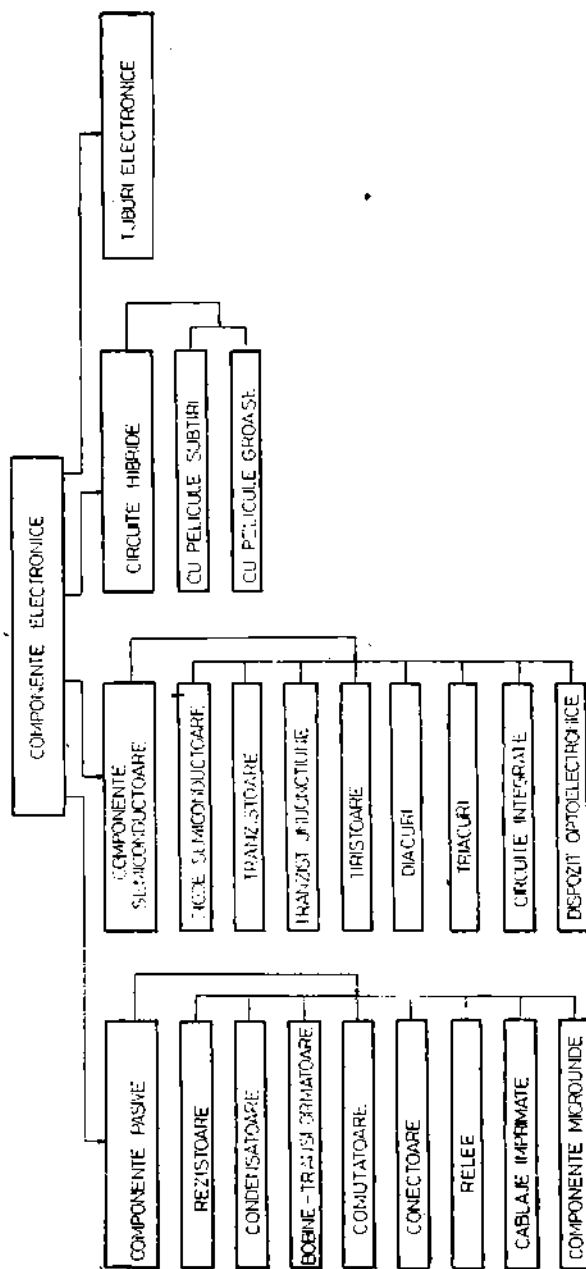 COMPONENTE ELECTRONICE
COMPONENTE PASIVE
REZISTOARE
CONDENSATOARE
BOBINE-TRANSFORMATOARE
COMUTATOARE
CONECTOARE
RELEE
CABLAJE IMPRIMATE
COMPONENTE MICROUNDE
COMPONENTE
SEMICONDUCTOARE
DIODE SEMICONDUCTOARE
TRANZISTOARE
TRANZIST UNIJONCTIUNE
TIRISTOARE
DIACURI
TRIACURI
CIRCUITE INTEGRATE
DISPOZIT OPTOELECTRONICE
CIRCUITE HIBRIDE
CU PELICULE SUBTIRI
CU PELICULE GROASE
TUBURI ELECTRONICE